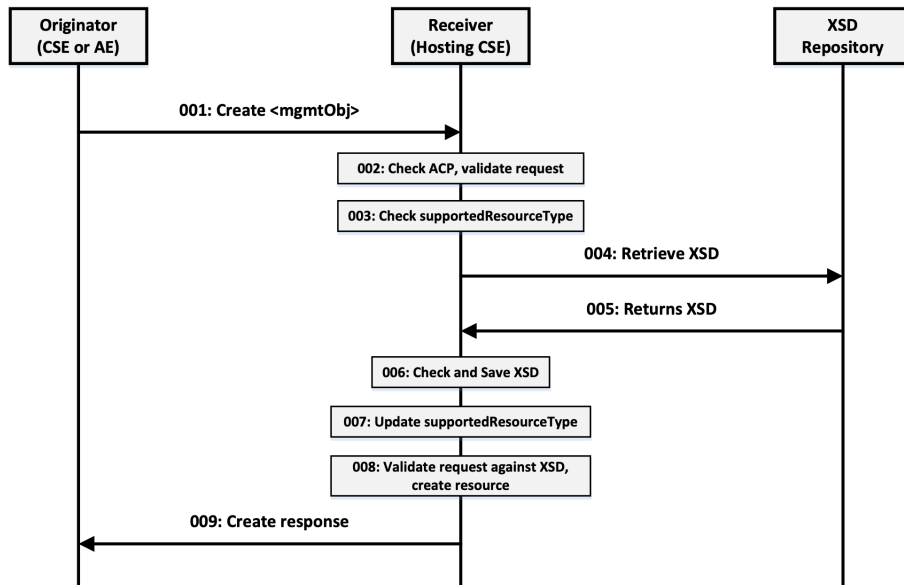 Originator
(CSE or AE)
Receiver
(Hosting CSE)
XSD
Repository
001: Create <mgmtObj>
002: Check ACP, validate request
003: Check supportedResourceType
004: Retrieve XSD
005: Returns XSD
006: Check and Save XSD
007: Update supportedResourceType
008: Validate request against XSD,
create resource
009: Create response